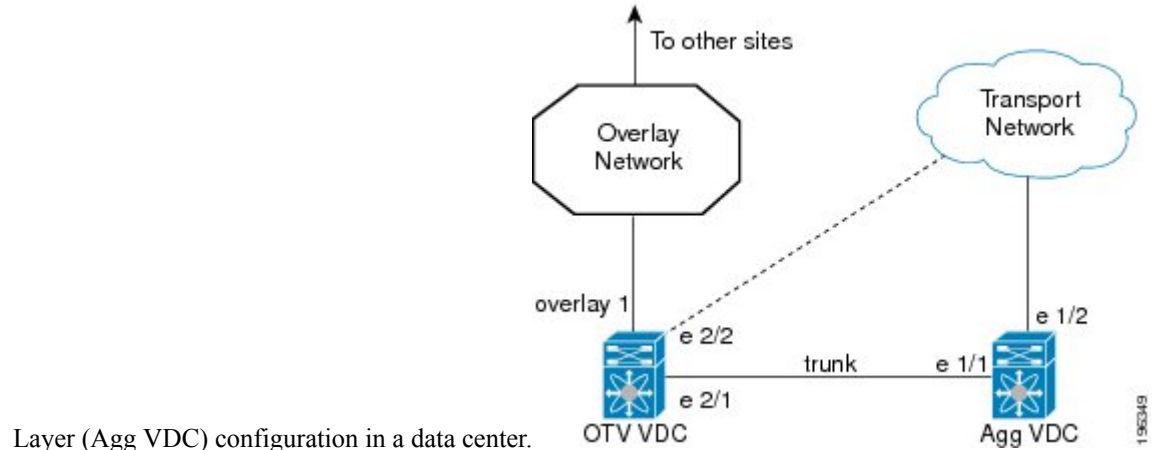 To other sites
Transport
Network
Overlay
Network
overlay 1
e 2/2
e 1/2
trunk
e 1/1
e 2/1
OTV VDC
Agg VDC
196349
Layer (Agg VDC) configuration in a data center.